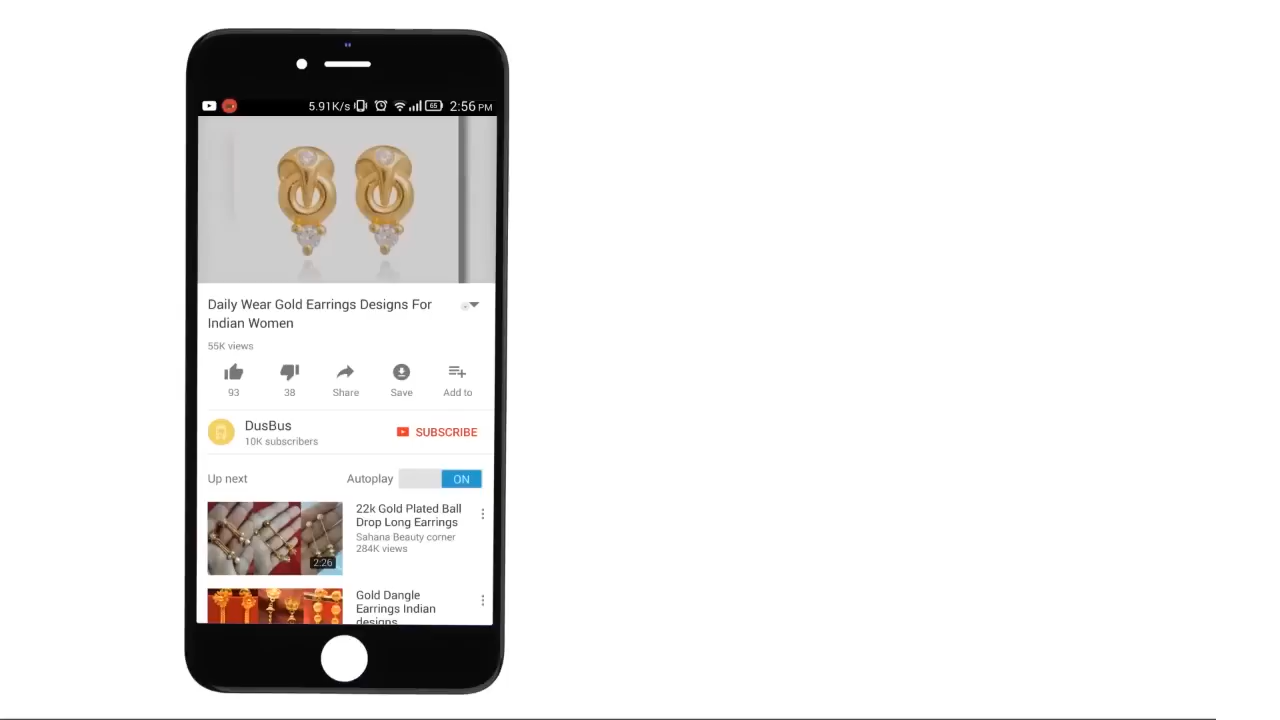 5.91K/s 65 2:56 PM
Daily Wear Gold Earrings Designs For
Indian Women
55K views
93 38 Share Save Add to
DusBus
10K subscribers
SUBSCRIBE
Up next Autoplay ON
22k Gold Plated Ball
Drop Long Earrings
Sahana Beauty corner
284K views
2:26
Gold Dangle
Earrings Indian
designs